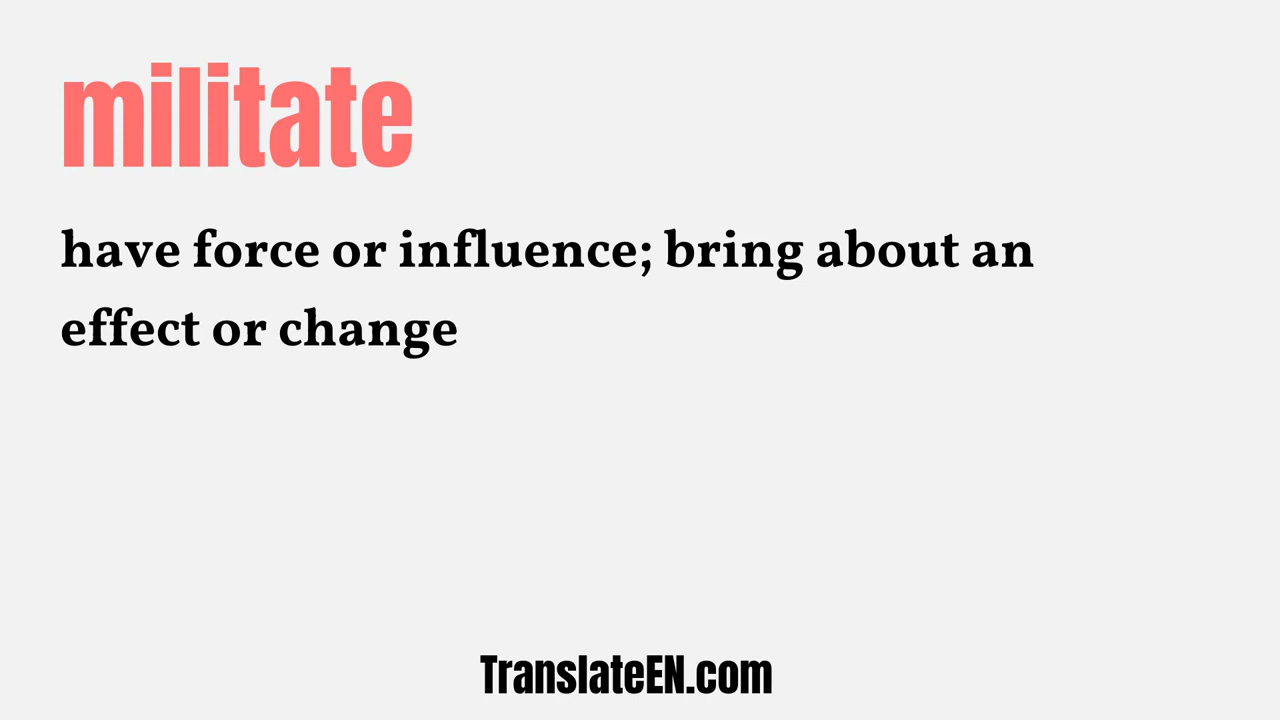 militate
have force or influence; bring about an
effect or change
TranslateEN.com